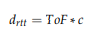 d_rtt = ToF * c